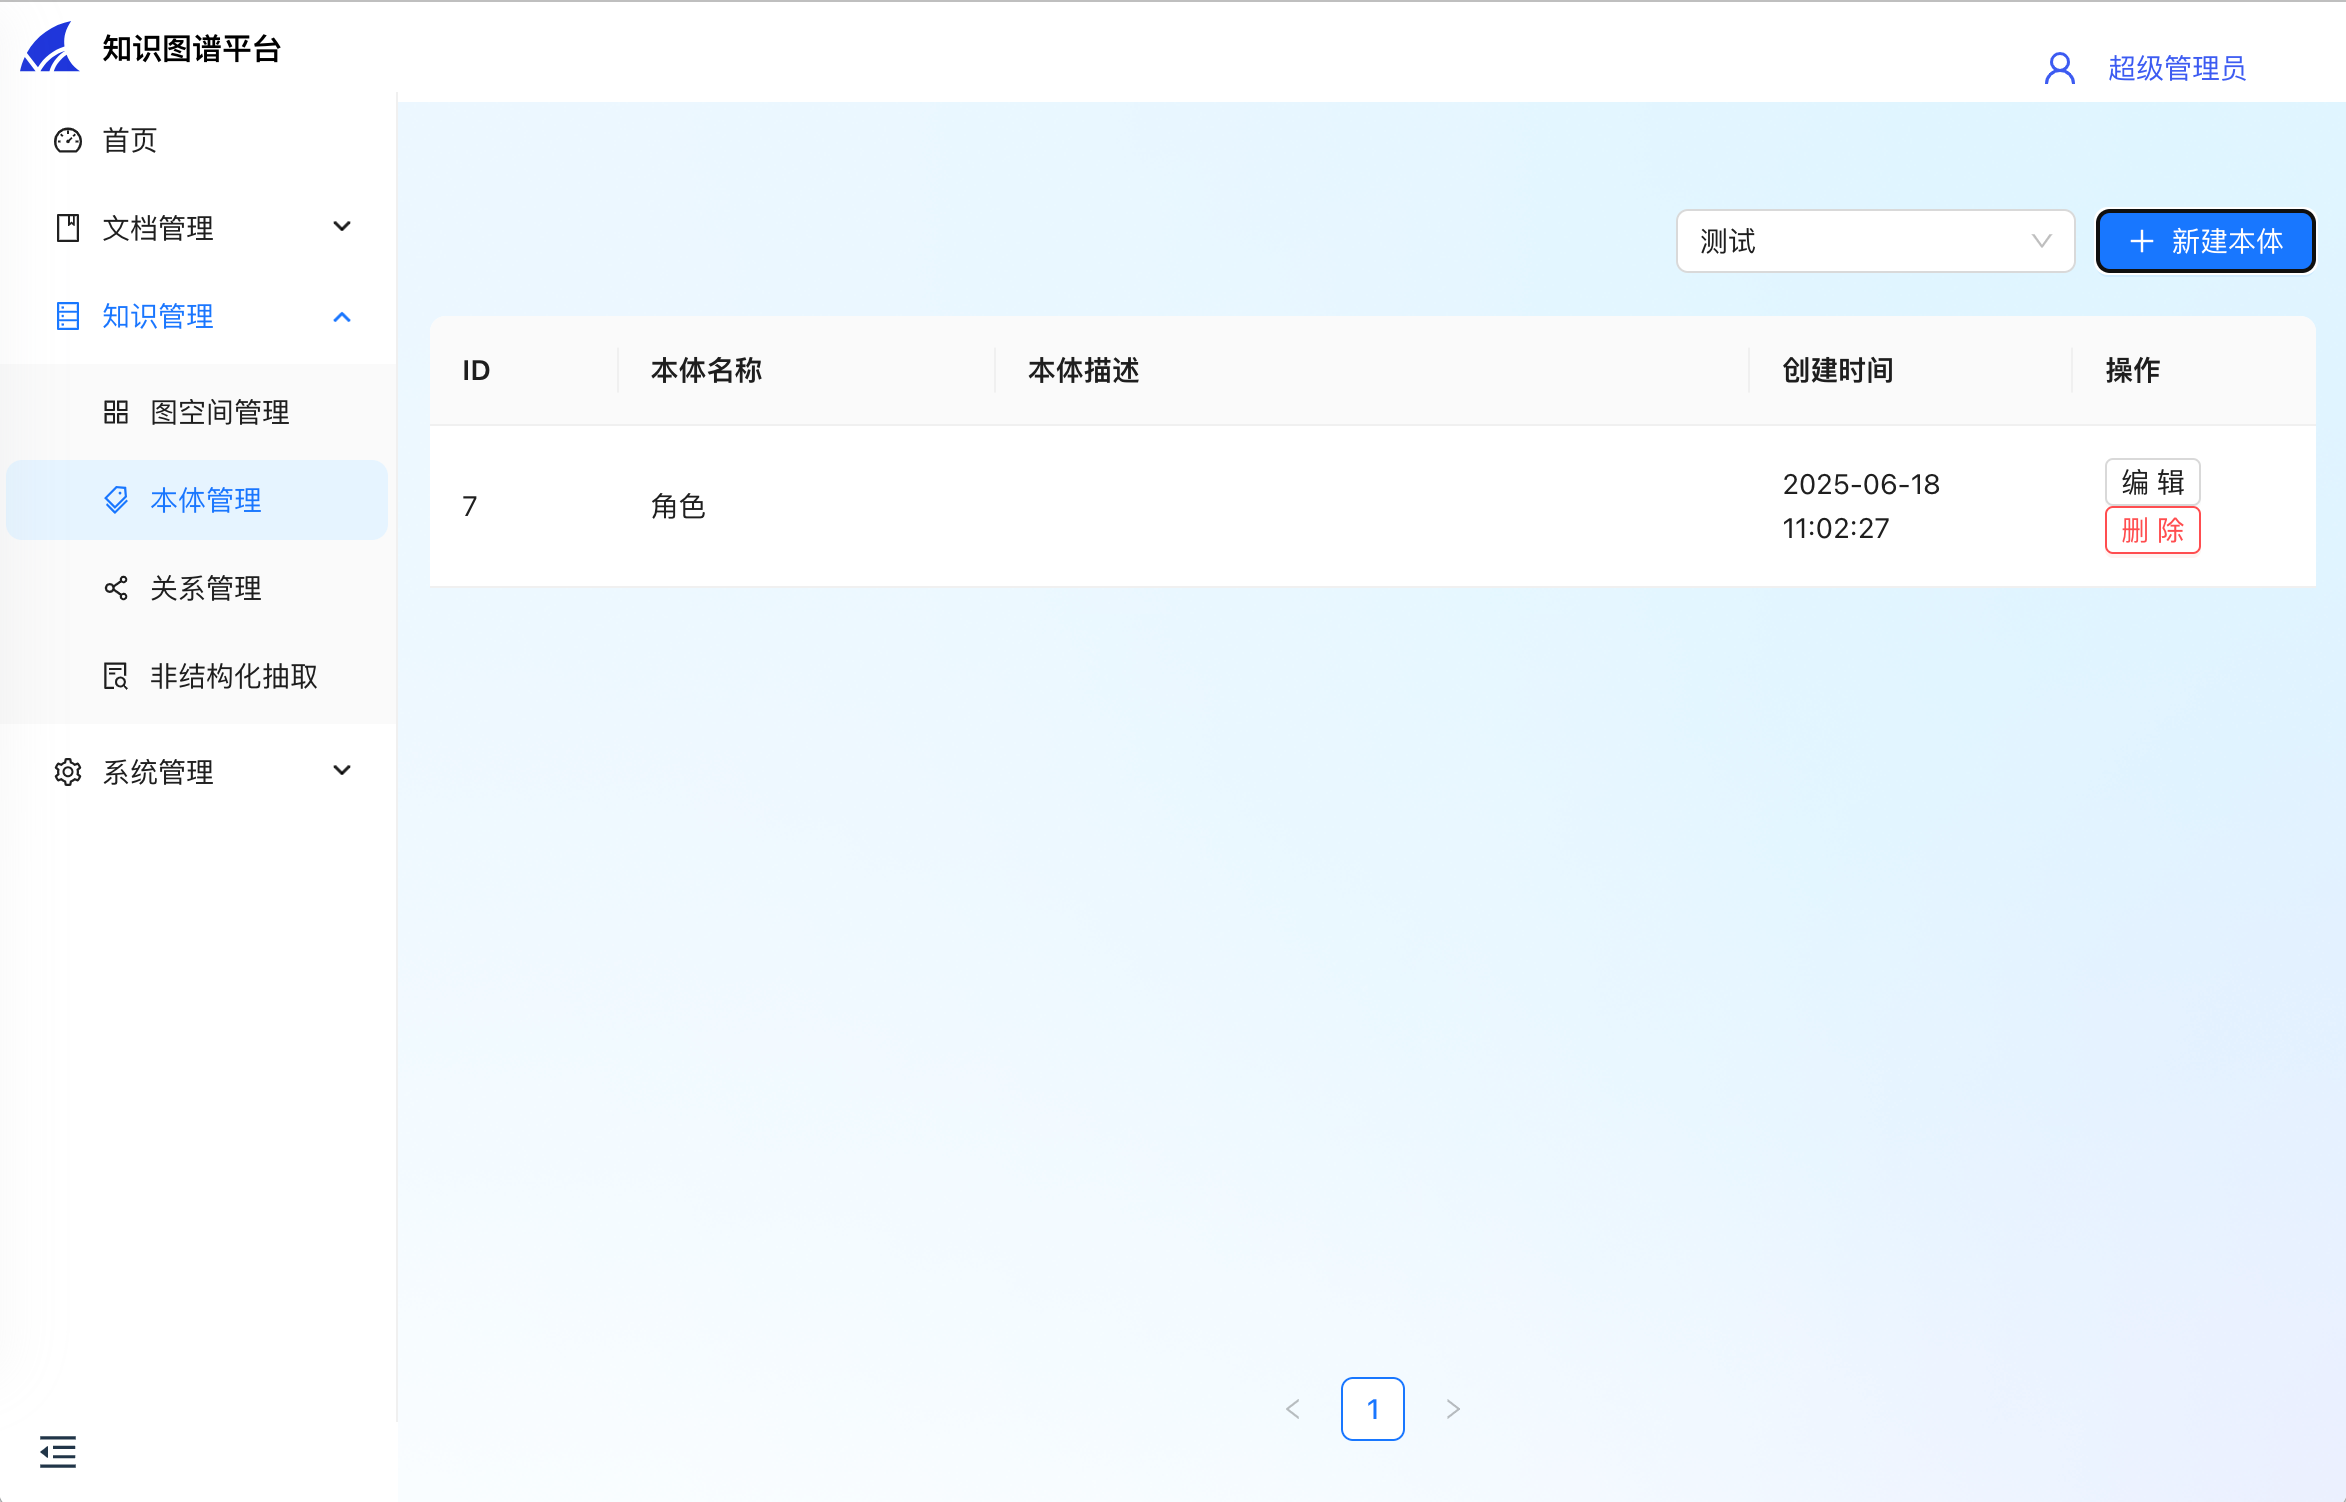 知识图谱平台
超级管理员
首页
文档管理
知识管理
图空间管理
本体管理
关系管理
非结构化抽取
系统管理
测试
新建本体
ID 本体名称 本体描述 创建时间 操作
7 角色 2025-06-18 11:02:27 编辑 删除
1